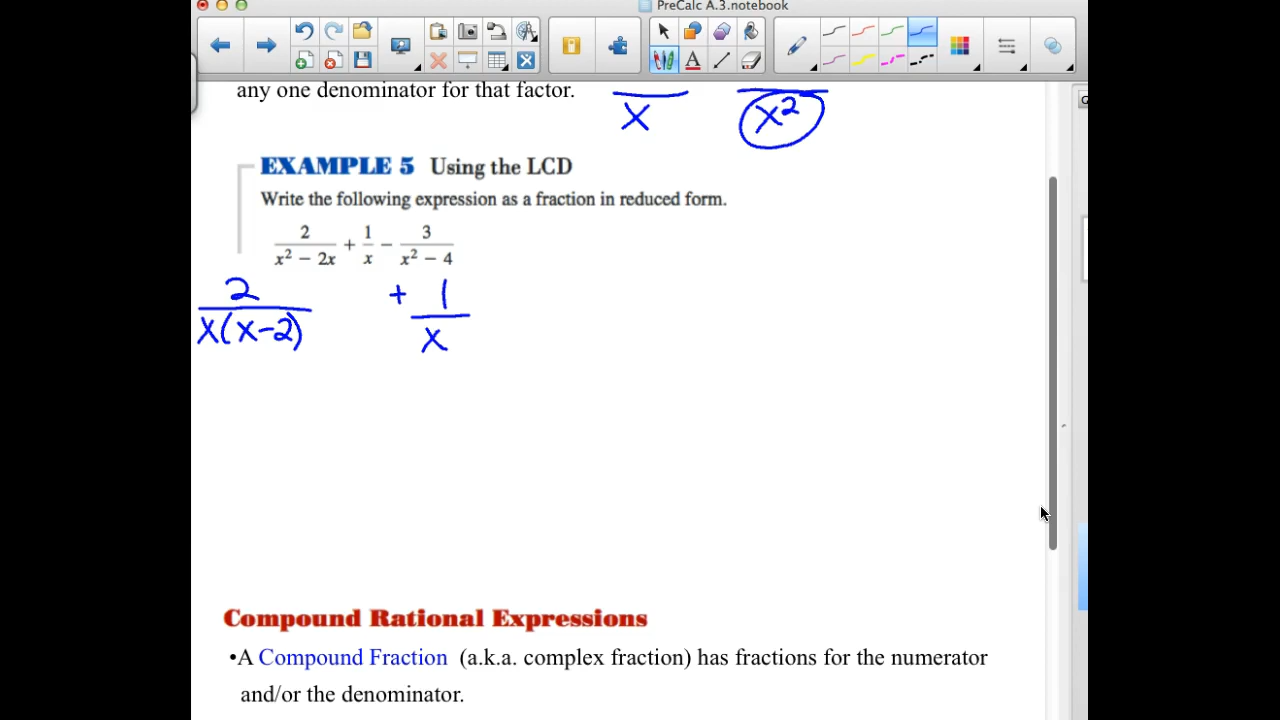 PreCalc A.3.notebook
any one denominator for that factor.
x x²
EXAMPLE 5 Using the LCD
Write the following expression as a fraction in reduced form.
2/(x² − 2x) + 1/x − 3/(x² − 4)
2/(x(x−2)) + 1/x
Compound Rational Expressions
•A Compound Fraction (a.k.a. complex fraction) has fractions for the numerator
and/or the denominator.